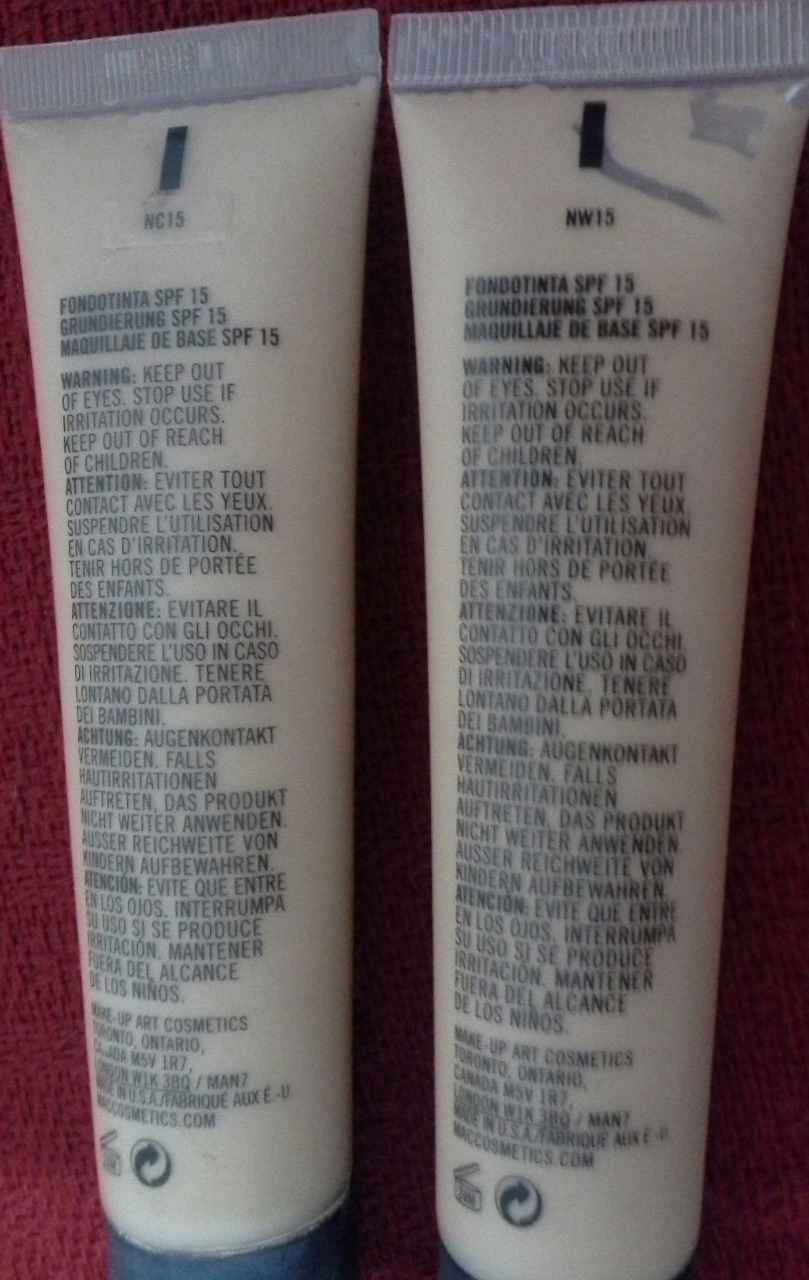 NC15
FONDOTINTA SPF 15
GRUNDIERUNG SPF 15
MAQUILLAJE DE BASE SPF 15
WARNING: KEEP OUT
OF EYES. STOP USE IF
IRRITATION OCCURS.
KEEP OUT OF REACH
OF CHILDREN.
ATTENTION: EVITER TOUT
CONTACT AVEC LES YEUX.
SUSPENDRE L'UTILISATION
EN CAS D'IRRITATION.
TENIR HORS DE PORTÉE
DES ENFANTS.
ATTENZIONE: EVITARE IL
CONTATTO CON GLI OCCHI.
SOSPENDERE L'USO IN CASO
DI IRRITAZIONE. TENERE
LONTANO DALLA PORTATA
DEI BAMBINI.
ACHTUNG: AUGENKONTAKT
VERMEIDEN. FALLS
HAUTIRRITATIONEN
AUFTRETEN, DAS PRODUKT
NICHT WEITER ANWENDEN.
AUSSER REICHWEITE VON
KINDERN AUFBEWAHREN.
ATENCIÓN: EVITE QUE ENTRE
EN LOS OJOS. INTERRUMPA
SU USO SI SE PRODUCE
IRRITACIÓN. MANTENER
FUERA DEL ALCANCE
DE LOS NIÑOS.
MAKE-UP ART COSMETICS
TORONTO, ONTARIO,
CANADA M5V 1R7,
LONDON W1K 3BQ / MAN7
MADE IN U.S.A./FABRIQUÉ AUX É.-U.
MACCOSMETICS.COM
NW15
FONDOTINTA SPF 15
GRUNDIERUNG SPF 15
MAQUILLAJE DE BASE SPF 15
WARNING: KEEP OUT
OF EYES. STOP USE IF
IRRITATION OCCURS.
KEEP OUT OF REACH
OF CHILDREN.
ATTENTION: EVITER TOUT
CONTACT AVEC LES YEUX.
SUSPENDRE L'UTILISATION
EN CAS D'IRRITATION.
TENIR HORS DE PORTÉE
DES ENFANTS.
ATTENZIONE: EVITARE IL
CONTATTO CON GLI OCCHI.
SOSPENDERE L'USO IN CASO
DI IRRITAZIONE. TENERE
LONTANO DALLA PORTATA
DEI BAMBINI.
ACHTUNG: AUGENKONTAKT
VERMEIDEN. FALLS
HAUTIRRITATIONEN
AUFTRETEN, DAS PRODUKT
NICHT WEITER ANWENDEN.
AUSSER REICHWEITE VON
KINDERN AUFBEWAHREN.
ATENCIÓN: EVITE QUE ENTRE
EN LOS OJOS. INTERRUMPA
SU USO SI SE PRODUCE
IRRITACIÓN. MANTENER
FUERA DEL ALCANCE
DE LOS NIÑOS.
MAKE-UP ART COSMETICS
TORONTO, ONTARIO,
CANADA M5V 1R7,
LONDON W1K 3BQ / MAN7
MADE IN U.S.A./FABRIQUÉ AUX É.-U.
MACCOSMETICS.COM